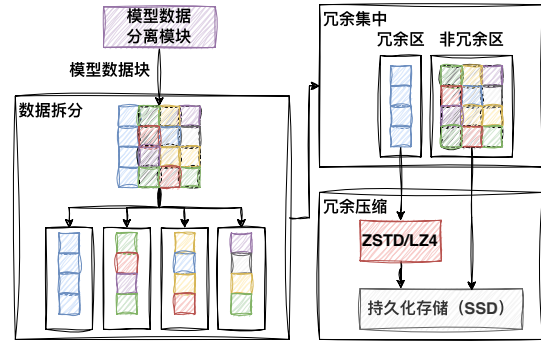 模型数据
分离模块
模型数据块
数据拆分
冗余集中
冗余区
非冗余区
冗余压缩
ZSTD/LZ4
持久化存储（SSD）